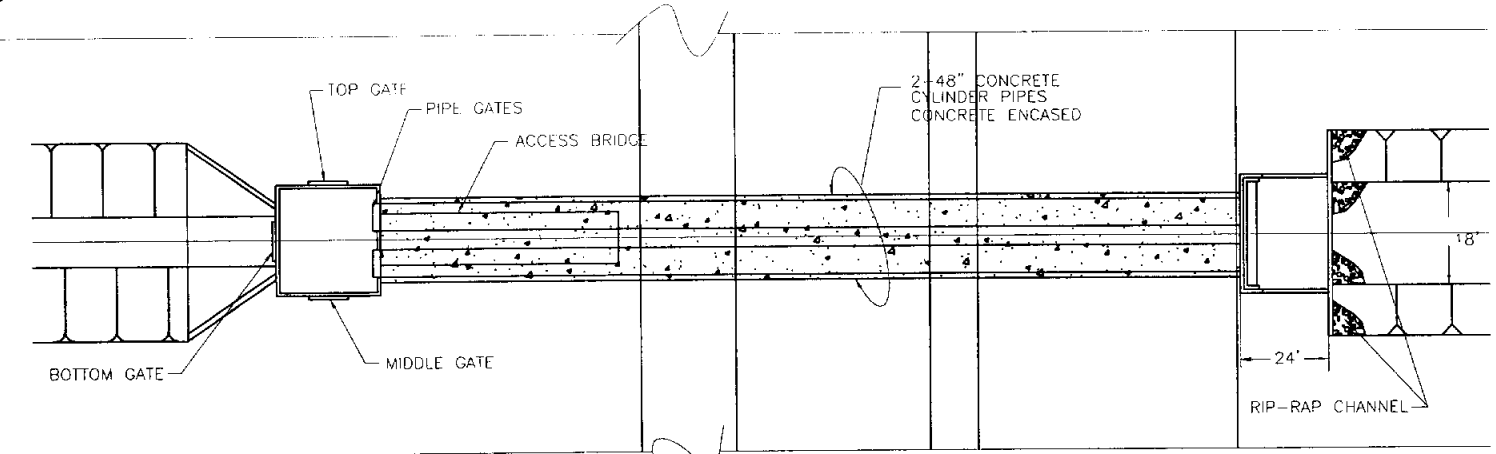 TOP GATE
PIPE GATES
ACCESS BRIDGE
2-48" CONCRETE
CYLINDER PIPES
CONCRETE ENCASED
18'
24'
MIDDLE GATE
BOTTOM GATE
RIP-RAP CHANNEL